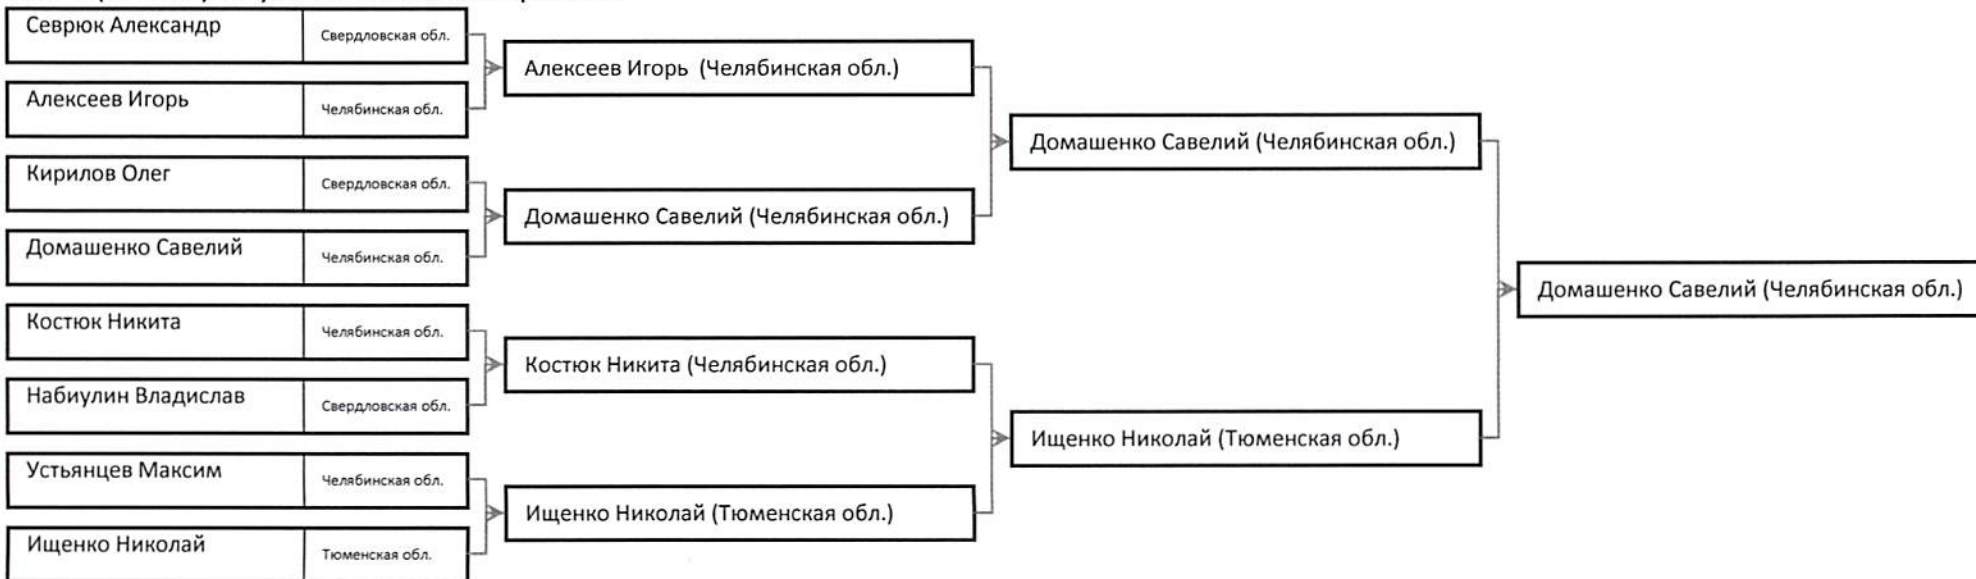 Севрюк Александр Свердловская обл.
Алексеев Игорь Челябинская обл.
Кирилов Олег Свердловская обл.
Домашенко Савелий Челябинская обл.
Костюк Никита Челябинская обл.
Набиулин Владислав Свердловская обл.
Устьянцев Максим Челябинская обл.
Ищенко Николай Тюменская обл.
Алексеев Игорь (Челябинская обл.)
Домашенко Савелий (Челябинская обл.)
Костюк Никита (Челябинская обл.)
Ищенко Николай (Тюменская обл.)
Домашенко Савелий (Челябинская обл.)
Ищенко Николай (Тюменская обл.)
Домашенко Савелий (Челябинская обл.)